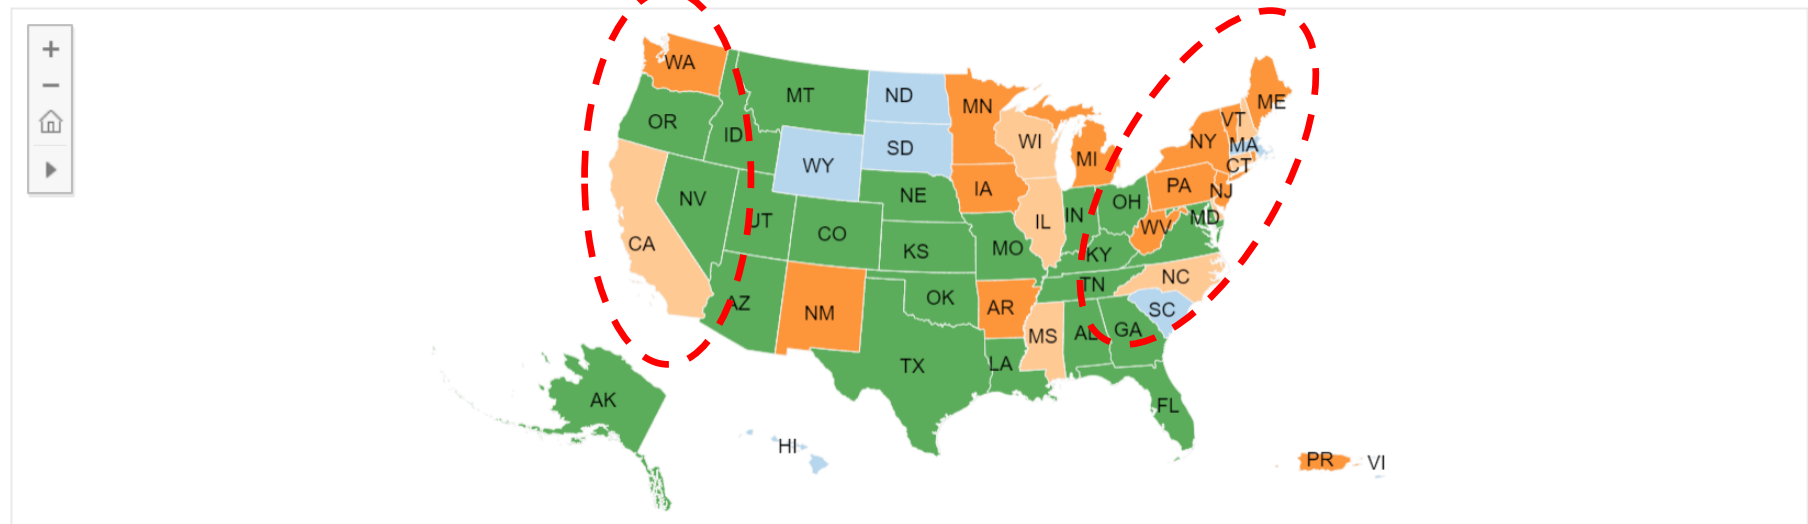 +
−
WA
MT
ND
MN
ME
OR
ID
SD
WI
VT
NY
MA
WY
MI
CT
NV
NE
IA
PA
NJ
UT
CO
IL
IN
OH
MD
CA
KS
MO
WV
KY
AZ
NM
OK
AR
TN
NC
MS
AL
GA
SC
TX
LA
AK
FL
HI
PR
VI